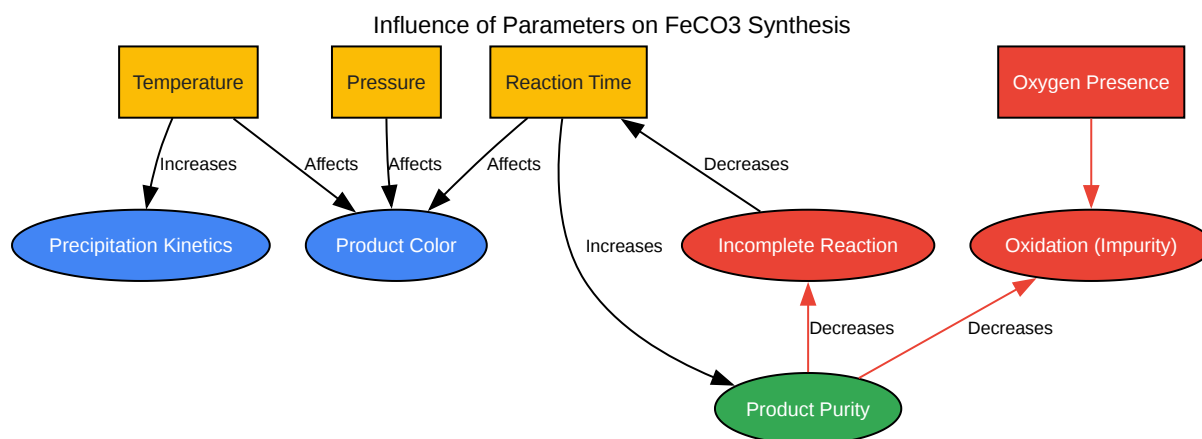 Influence of Parameters on FeCO3 Synthesis
Temperature
Pressure
Reaction Time
Oxygen Presence
Increases
Affects
Affects
Affects
Decreases
Precipitation Kinetics
Product Color
Increases
Incomplete Reaction
Oxidation (Impurity)
Decreases
Decreases
Product Purity